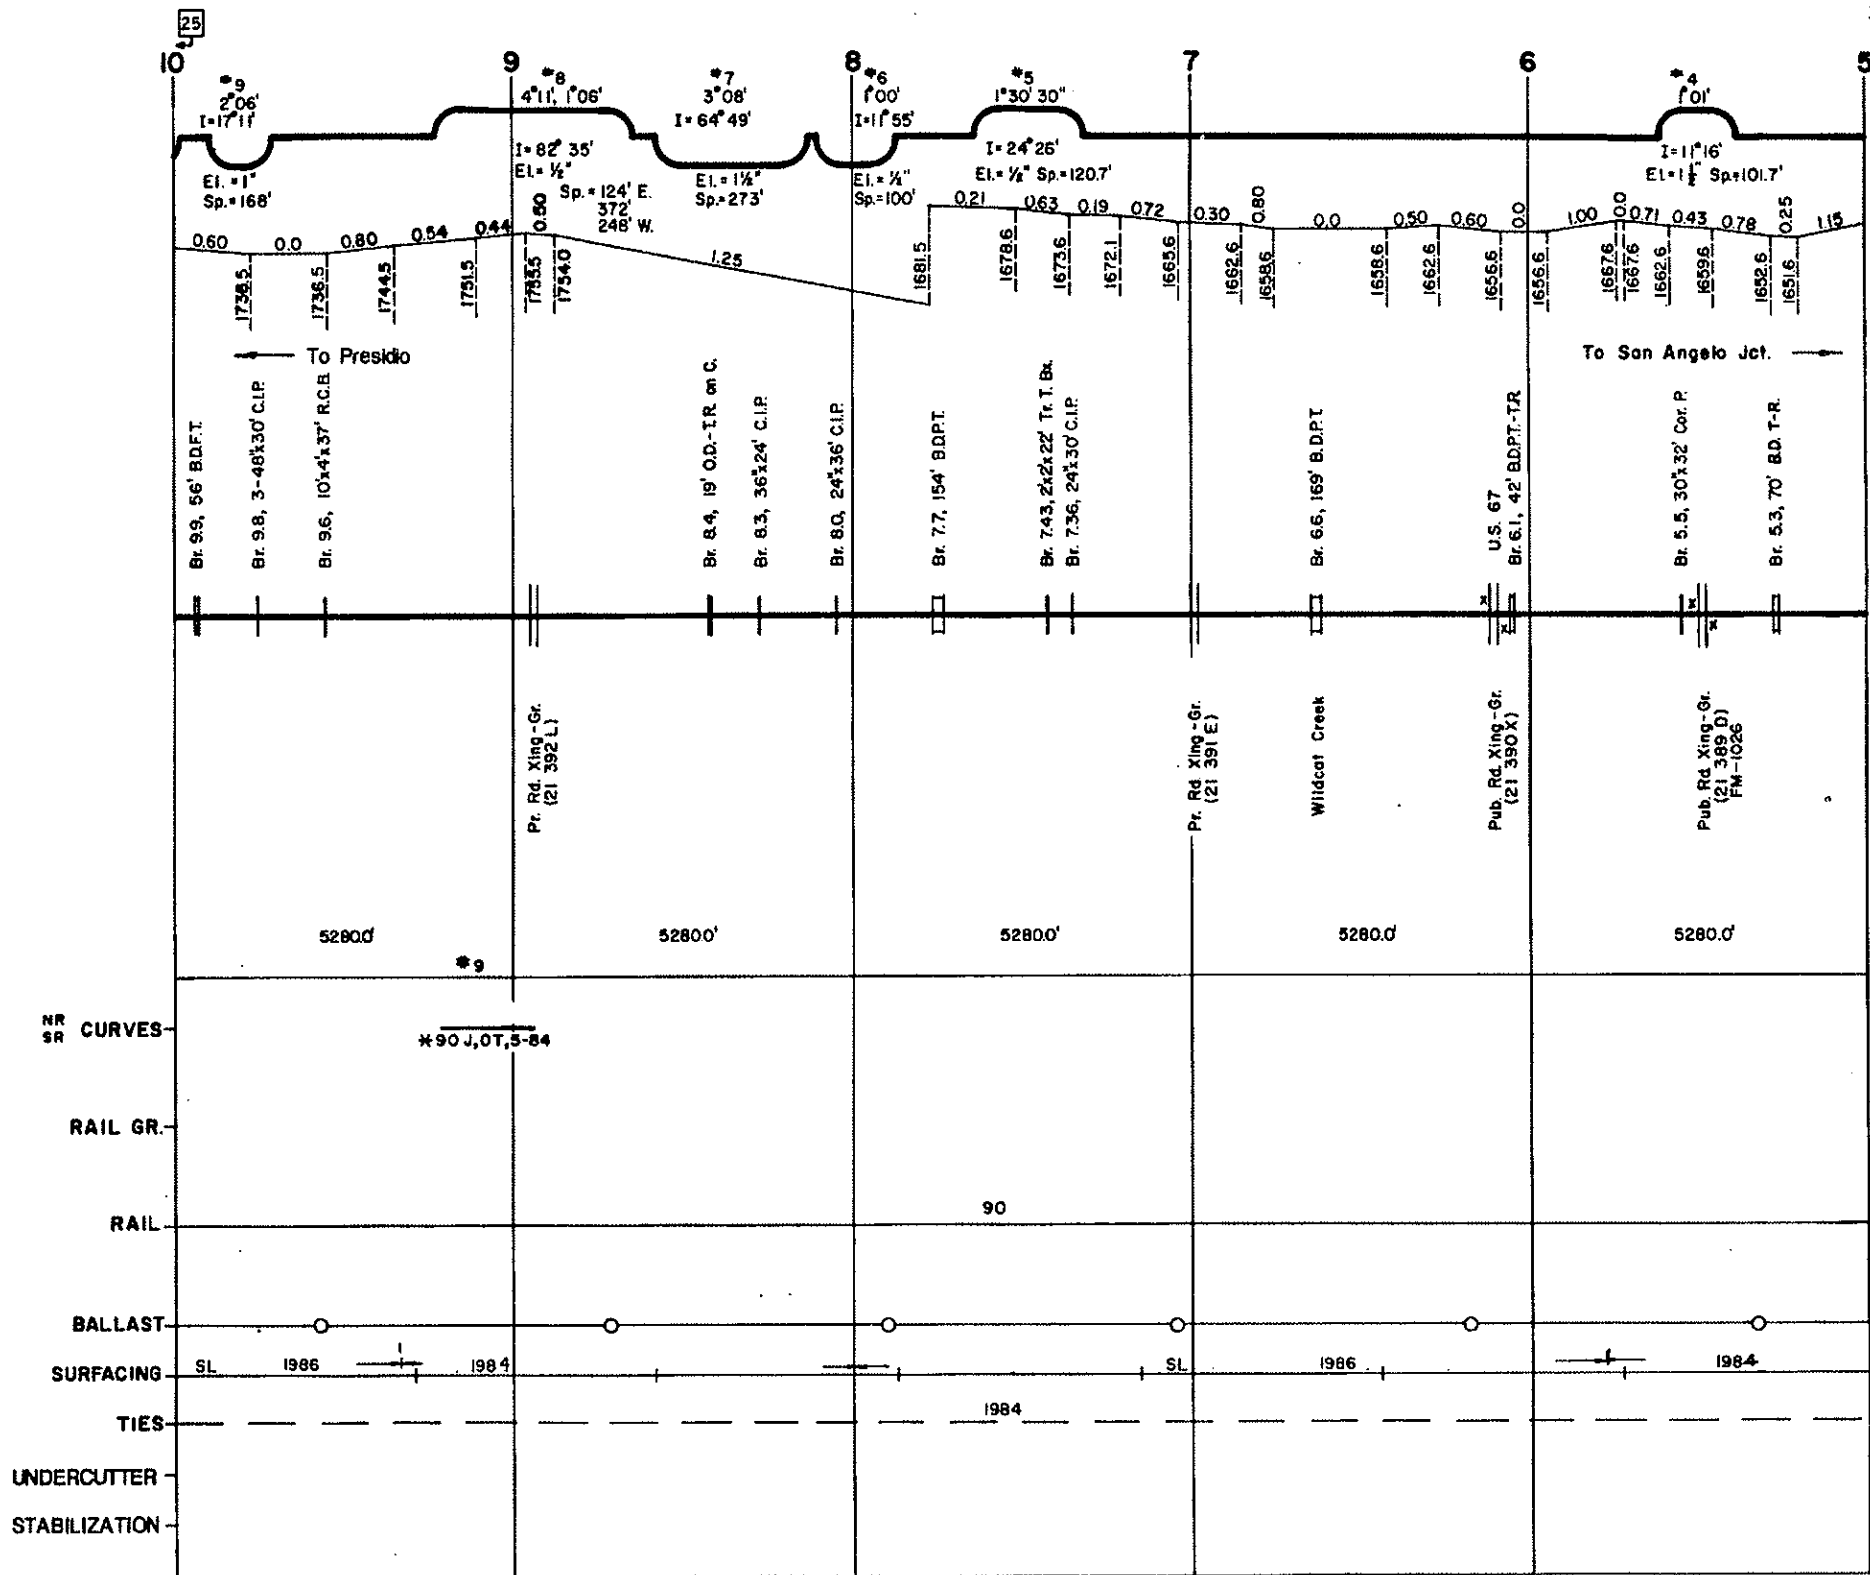 25
10 9 8 7 6 5
*9
2°06'
I=17°11'
El. = 1"
Sp.=168'
*8
4°11', 1°06'
I=82° 35'
El.= ½"
Sp.=124' E.
372'
248' W.
*7
3°08'
I=64°49'
El.=1½"
Sp.=273'
*6
1°00'
I=11°55'
El.=½"
Sp.=100'
*5
1°30'30"
I=24°26'
El.=½" Sp.=120.7'
*4
1°01'
I=11°16'
El=1½" Sp.=101.7'
0.60 0.0 0.80 0.54 0.44 0.60 1.25 0.21 0.63 0.19 0.72 0.30 0.80 0.0 0.50 0.60 0.0 1.00 0.0 0.71 0.43 0.78 0.25 1.15
1736.5 1736.5 1744.5 1751.5 1755.5 1754.0 1681.5 1678.6 1673.6 1672.1 1665.6 1662.6 1658.6 1658.6 1662.6 1656.6 1656.6 1667.6 1667.6 1662.6 1659.6 1652.6 1651.6
To Presidio
To San Angelo Jct.
Br. 9.9, 56' B.D.F.T.
Br. 9.8, 3-48"x30' C.I.P.
Br. 9.6, 10'x4'x37' R.C.B.
Br. 8.4, 19' O.D.-T.R. on C.
Br. 8.3, 36"x24' C.I.P.
Br. 8.0, 24"x36' C.I.P.
Br. 7.7, 154' B.D.P.T.
Br. 7.43, 2'x2'x22' Tr. T. Bx.
Br. 7.36, 24"x30' C.I.P.
Br. 6.6, 169' B.D.P.T.
U.S. 67
Br. 6.1, 42' B.D.P.T.-T.R.
Br. 5.5, 30"x32' Cor. P.
Br. 5.3, 70' B.D. T-R.
x x x x
Pr. Rd. Xing-Gr.
(21 392 L)
Pr. Rd. Xing-Gr.
(21 391 E)
Wildcat Creek
Pub. Rd. Xing-Gr.
(21 390 X)
Pub. Rd. Xing-Gr.
(21 389 D)
FM-1026
5280.0' 5280.0' 5280.0' 5280.0' 5280.0'
*9
NR
SR CURVES
*90 J,OT,5-84
RAIL GR.
RAIL 90
BALLAST
SURFACING SL 1986 1984 SL 1986 1984
TIES 1984
UNDERCUTTER
STABILIZATION